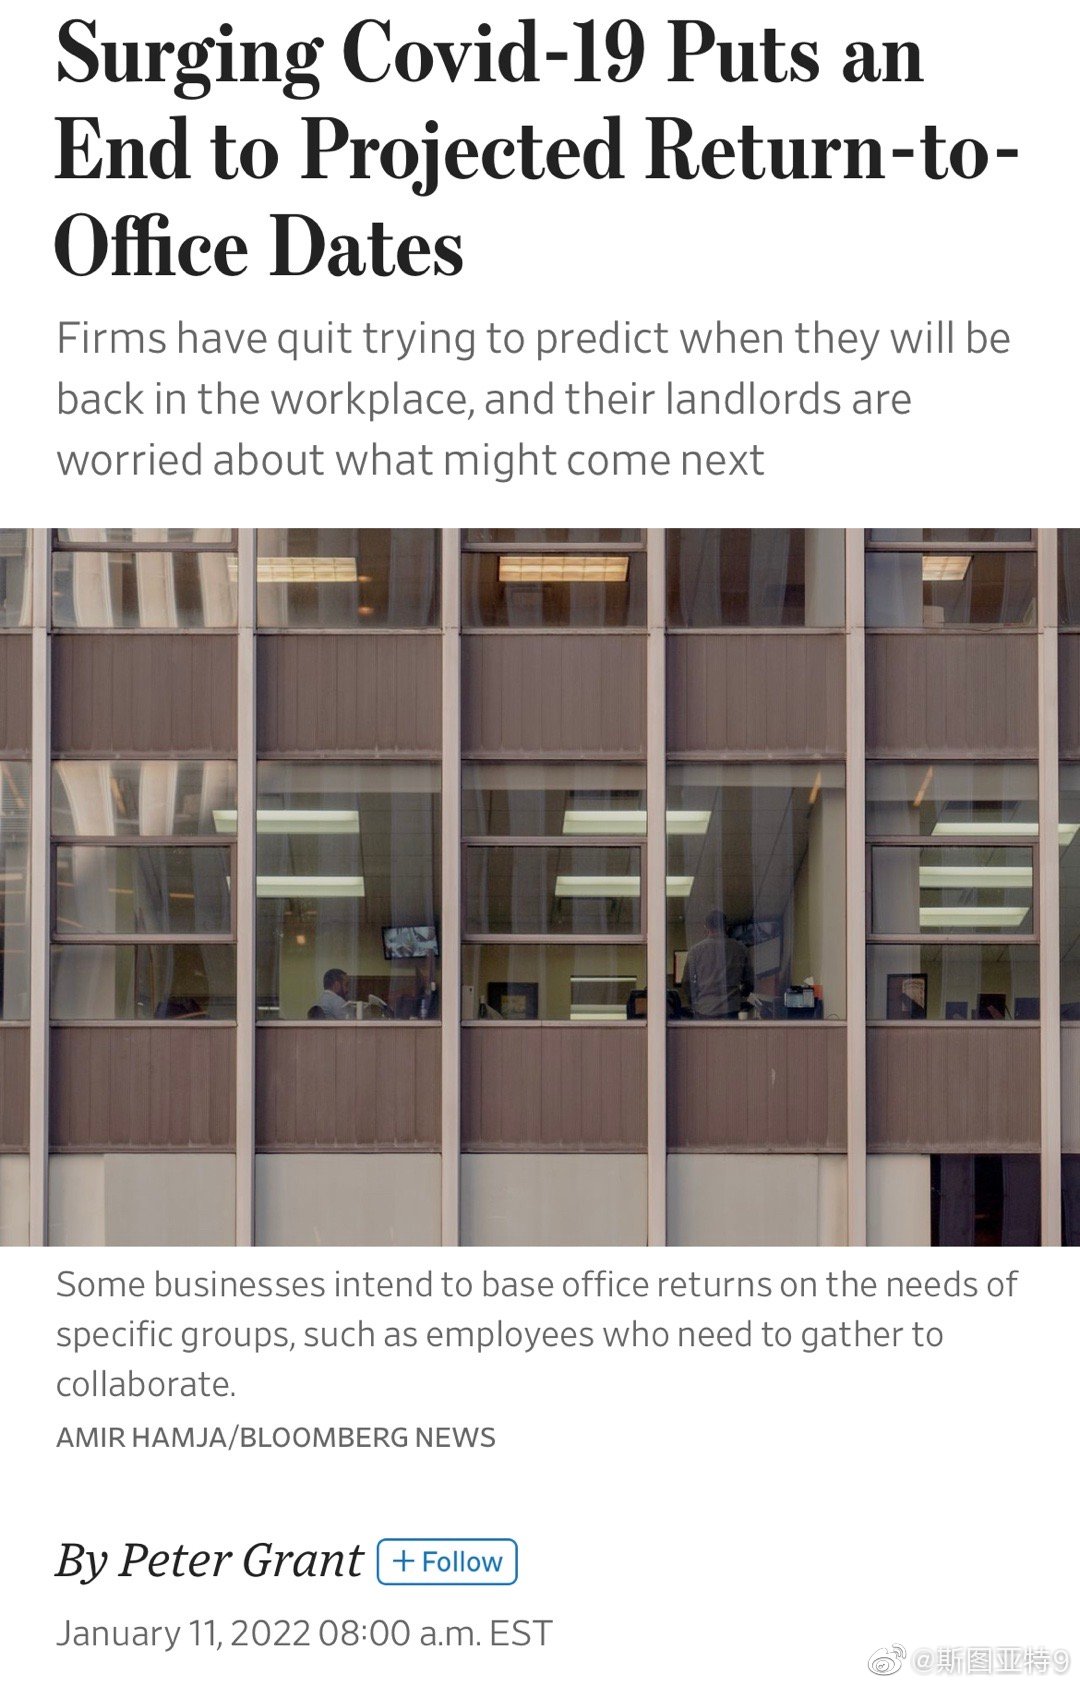 Surging Covid-19 Puts an
End to Projected Return-to-
Office Dates
Firms have quit trying to predict when they will be
back in the workplace, and their landlords are
worried about what might come next
Some businesses intend to base office returns on the needs of
specific groups, such as employees who need to gather to
collaborate.
AMIR HAMJA/BLOOMBERG NEWS
By Peter Grant + Follow
January 11, 2022 08:00 a.m. EST
@斯图亚特9